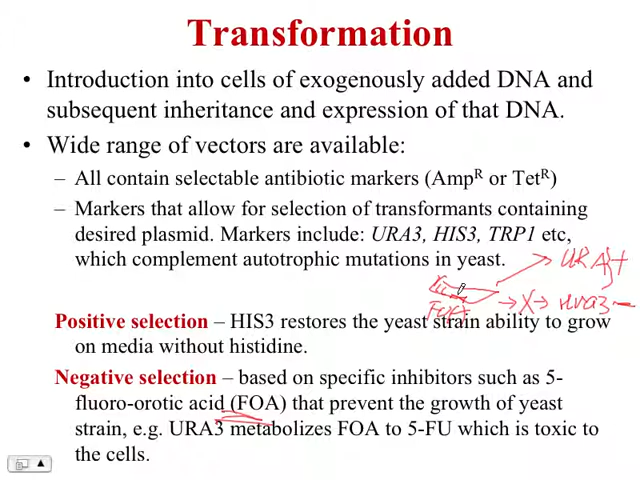 Transformation
• Introduction into cells of exogenously added DNA and
subsequent inheritance and expression of that DNA.
• Wide range of vectors are available:
– All contain selectable antibiotic markers (Ampᴿ or Tetᴿ)
– Markers that allow for selection of transformants containing
desired plasmid. Markers include: URA3, HIS3, TRP1 etc,
which complement autotrophic mutations in yeast.
URA3+
FOA → X → ura3-
Positive selection – HIS3 restores the yeast strain ability to grow
on media without histidine.
Negative selection – based on specific inhibitors such as 5-
fluoro-orotic acid (FOA) that prevent the growth of yeast
strain, e.g. URA3 metabolizes FOA to 5-FU which is toxic to
the cells.